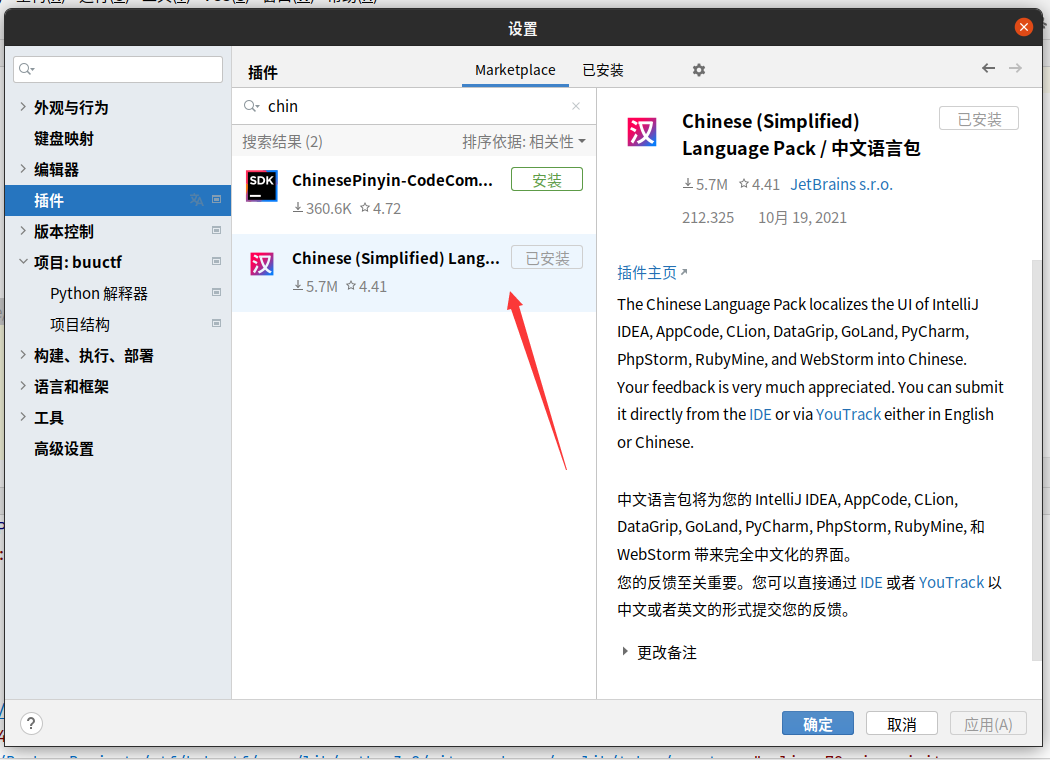 设置
插件
Marketplace
已安装
外观与行为
键盘映射
编辑器
插件
版本控制
项目: buuctf
Python 解释器
项目结构
构建、执行、部署
语言和框架
工具
高级设置
chin
搜索结果 (2)
排序依据: 相关性
SDK
ChinesePinyin-CodeCom...
安装
360.6K
4.72
汉
Chinese (Simplified) Lang...
已安装
5.7M
4.41
汉
Chinese (Simplified)
Language Pack / 中文语言包
已安装
5.7M
4.41
JetBrains s.r.o.
212.325
10月 19, 2021
插件主页
The Chinese Language Pack localizes the UI of IntelliJ
IDEA, AppCode, CLion, DataGrip, GoLand, PyCharm,
PhpStorm, RubyMine, and WebStorm into Chinese.
Your feedback is very much appreciated. You can submit
it directly from the IDE or via YouTrack either in English
or Chinese.
中文语言包将为您的 IntelliJ IDEA, AppCode, CLion,
DataGrip, GoLand, PyCharm, PhpStorm, RubyMine, 和
WebStorm 带来完全中文化的界面。
您的反馈至关重要。您可以直接通过 IDE 或者 YouTrack 以
中文或者英文的形式提交您的反馈。
更改备注
?
确定
取消
应用(A)